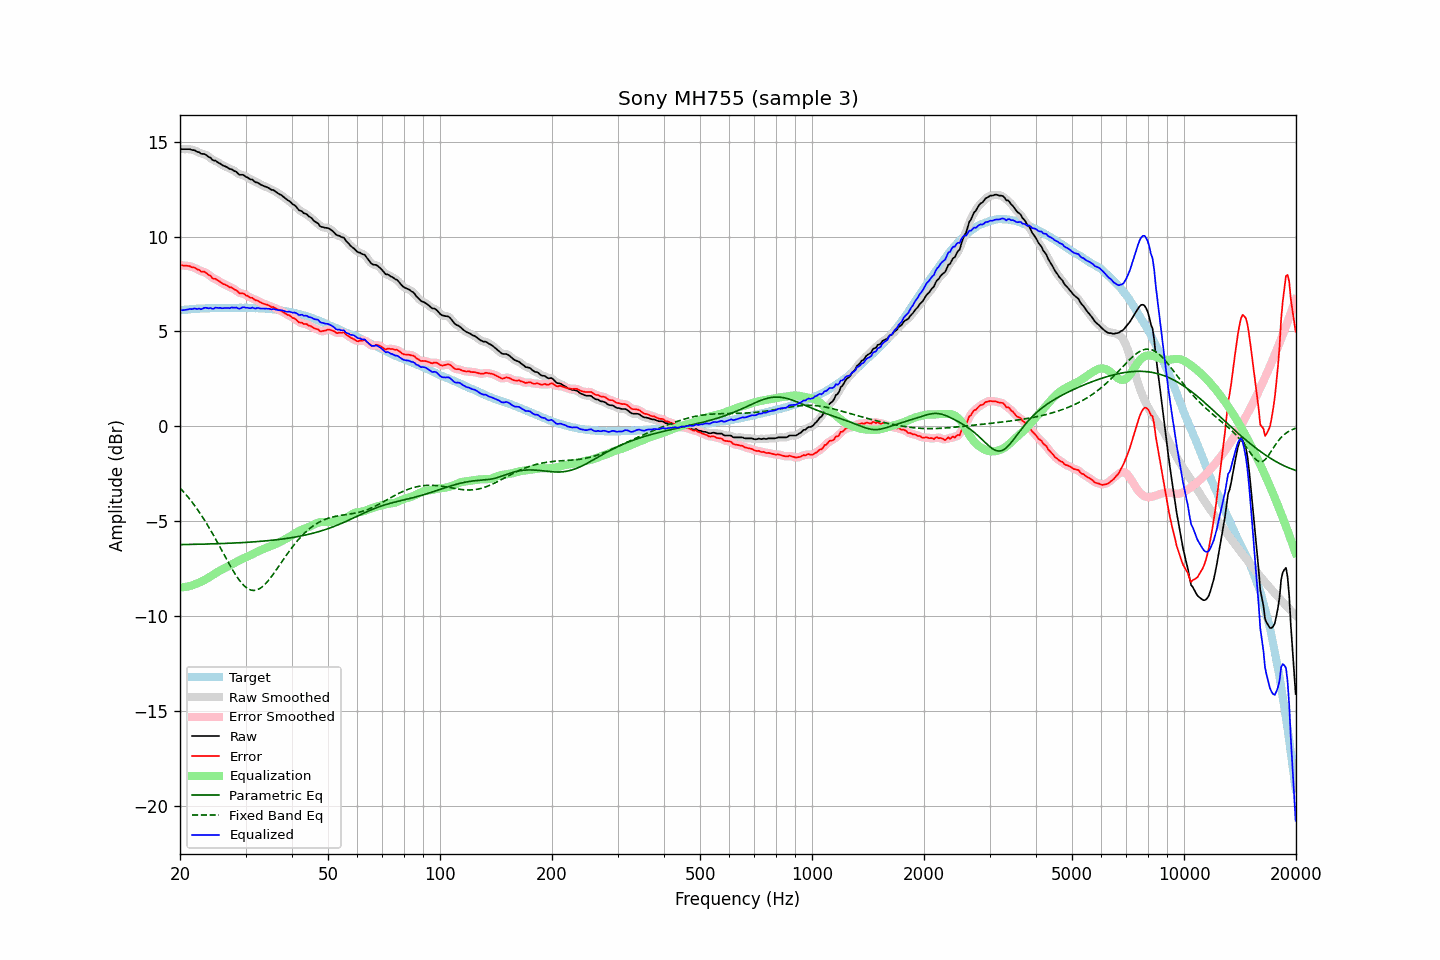 Sony MH755 (sample 3)
Amplitude (dBr)
15
10
5
0
−5
−10
−15
−20
Target
Raw Smoothed
Error Smoothed
Raw
Error
Equalization
Parametric Eq
Fixed Band Eq
Equalized
20 50 100 200 500 1000 2000 5000 10000 20000
Frequency (Hz)